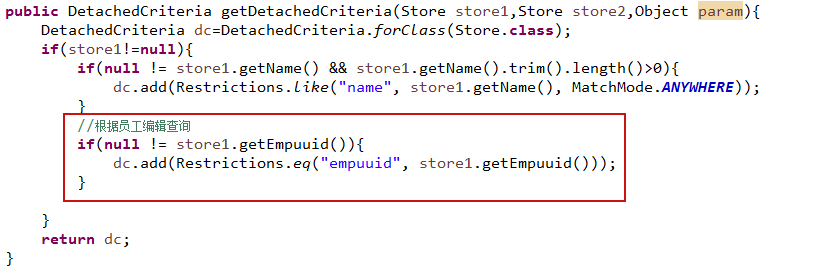 public DetachedCriteria getDetachedCriteria(Store store1,Store store2,Object param){
DetachedCriteria dc=DetachedCriteria.forClass(Store.class);
if(store1!=null){
if(null != store1.getName() && store1.getName().trim().length()>0){
dc.add(Restrictions.like("name", store1.getName(), MatchMode.ANYWHERE));
}
//根据员工编辑查询
if(null != store1.getEmpuuid()){
dc.add(Restrictions.eq("empuuid", store1.getEmpuuid()));
}
}
return dc;
}